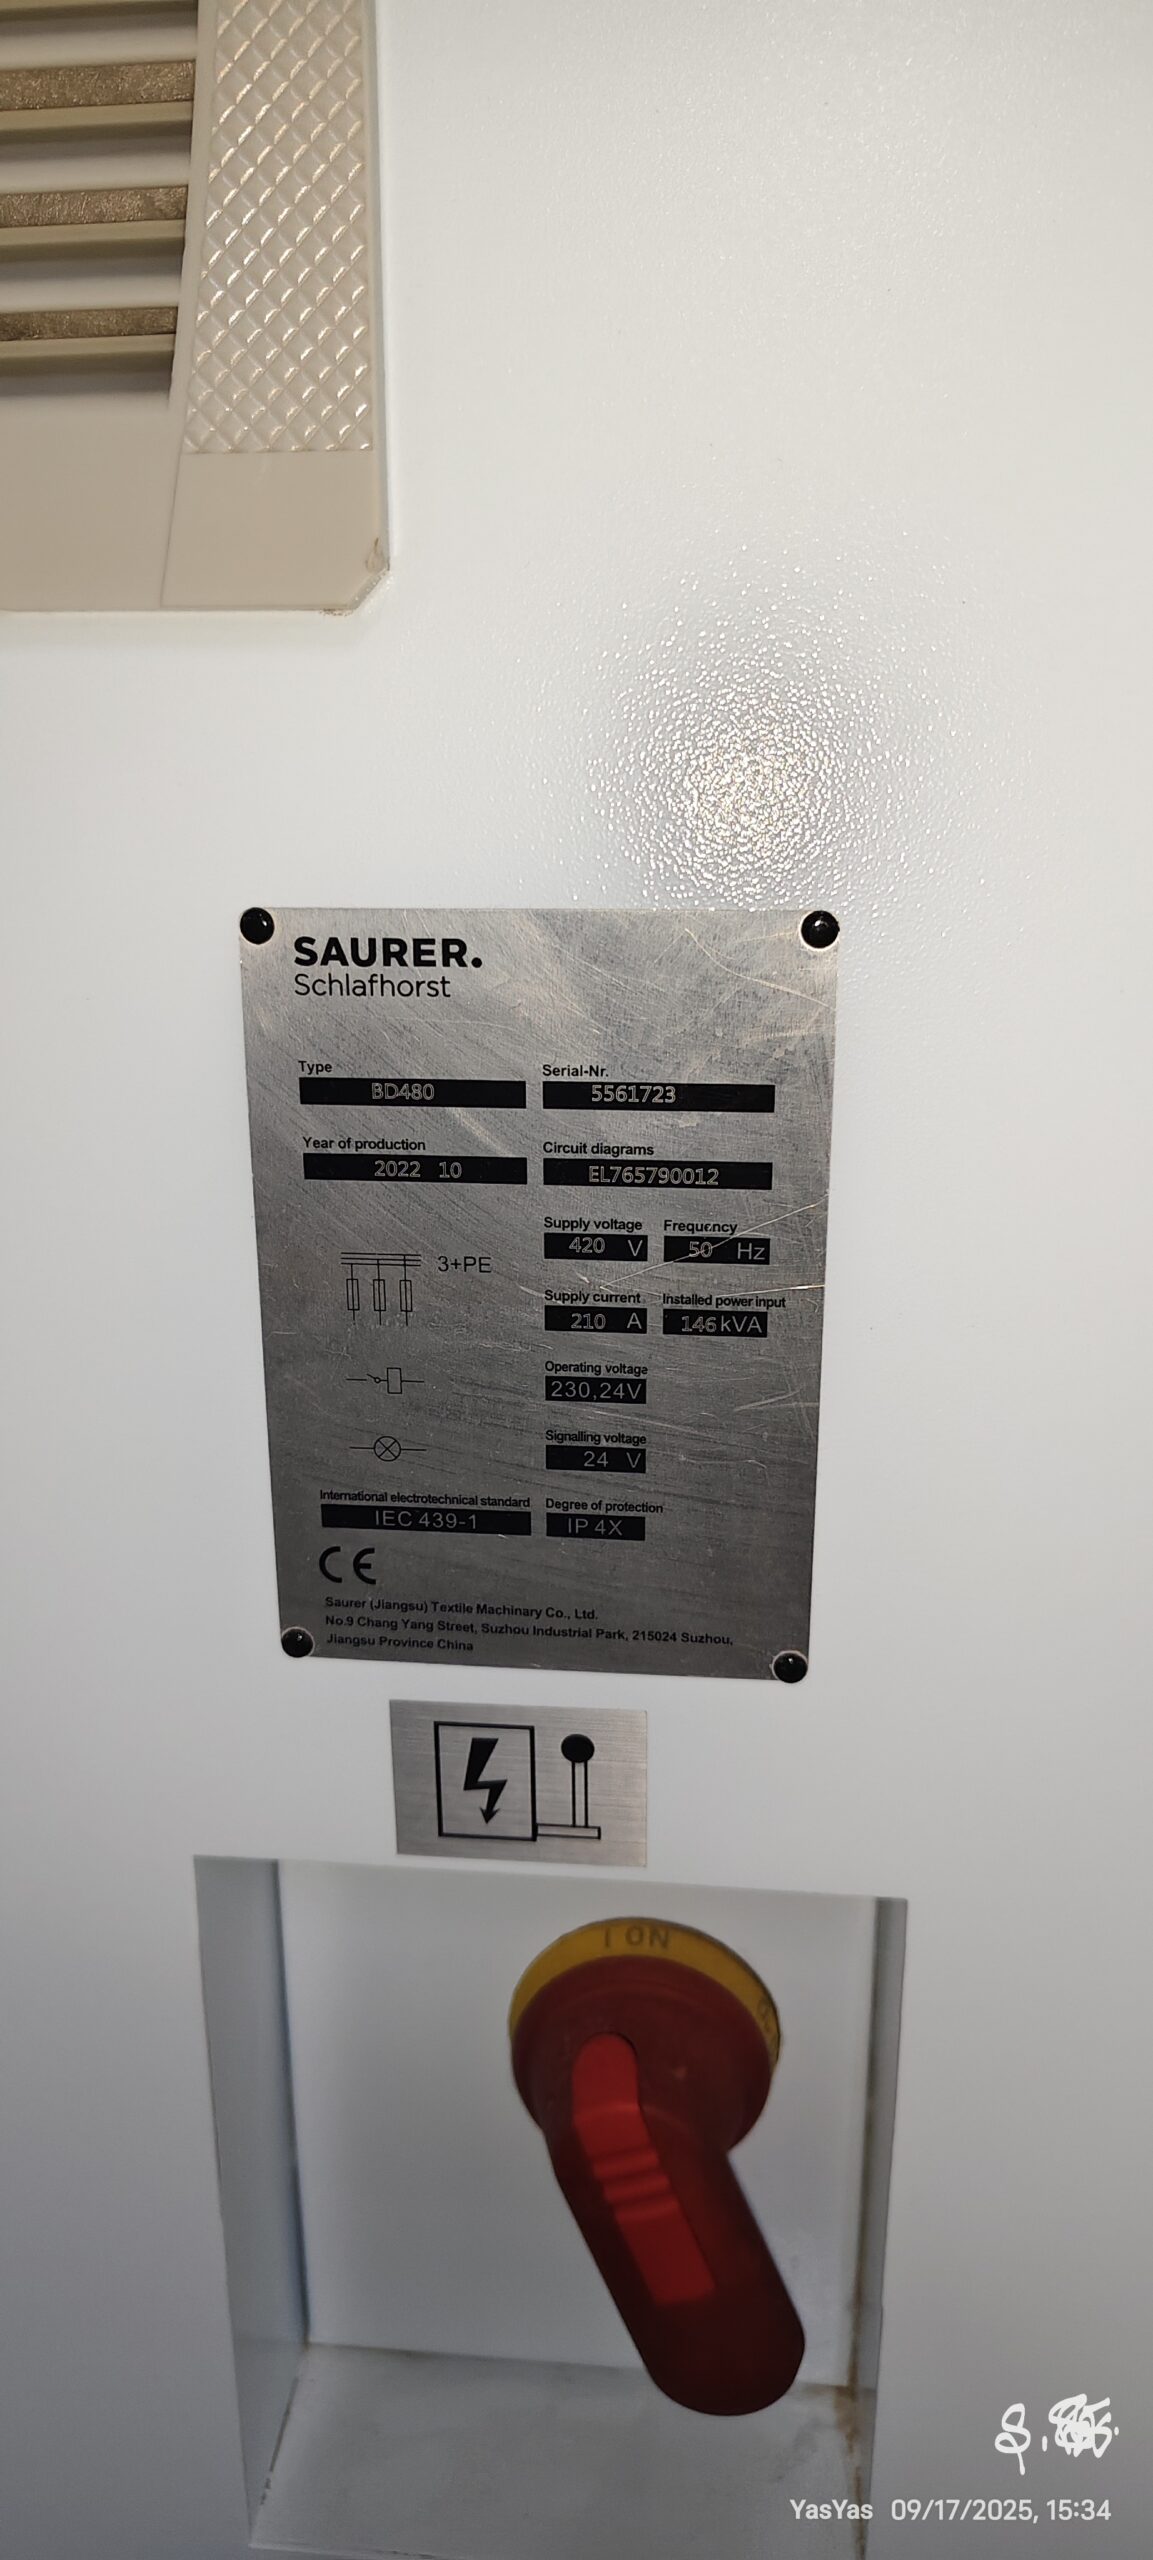 SAURER.
Schlafhorst
Type
BD480
Serial-Nr.
5561723
Year of production
2022 10
Circuit diagrams
EL765790012
Supply voltage
420 V
Frequency
50 Hz
3+PE
Supply current
210 A
Installed power input
146 kVA
Operating voltage
230,24V
Signalling voltage
24 V
International electrotechnical standard
IEC 439-1
Degree of protection
IP 4X
CE
Saurer (Jiangsu) Textile Machinery Co., Ltd.
No.9 Chang Yang Street, Suzhou Industrial Park, 215024 Suzhou,
Jiangsu Province China
I ON
YasYas 09/17/2025, 15:34